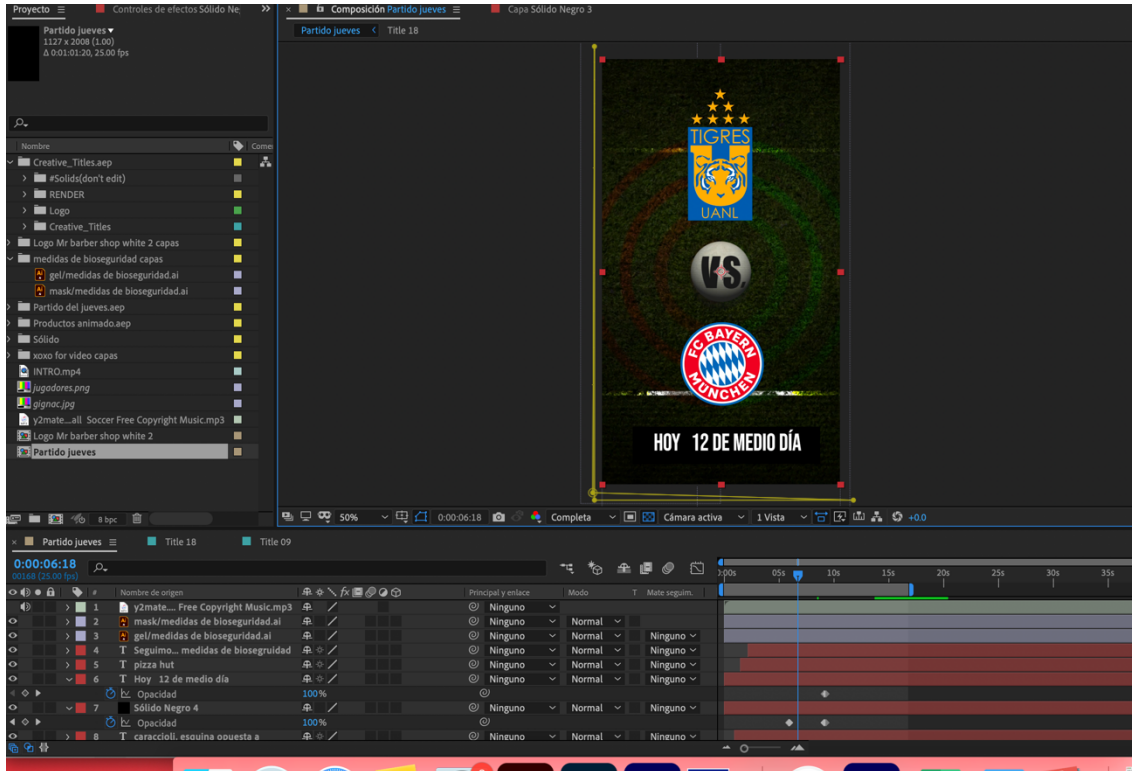 Proyecto
Controles de efectos Sólido Ne
Composición Partido jueves
Capa Sólido Negro 3
Partido jueves
Title 18
Partido jueves
1127 x 2008 (1.00)
Δ 0:01:01:20, 25.00 fps
Nombre
Come
Creative_Titles.aep
#Solids(don't edit)
RENDER
Logo
Creative_Titles
Logo Mr barber shop white 2 capas
medidas de bioseguridad capas
gel/medidas de bioseguridad.ai
mask/medidas de bioseguridad.ai
Partido del jueves.aep
Productos animado.aep
Sólido
xoxo for video capas
INTRO.mp4
jugadores.png
gignac.jpg
y2mate....all Soccer Free Copyright Music.mp3
Logo Mr barber shop white 2
Partido jueves
8 bpc
TIGRES
U
UANL
VS.
FC BAYERN
MÜNCHEN
HOY 12 DE MEDIO DÍA
50%
0:00:06:18
Completa
Cámara activa
1 Vista
+0.0
Partido jueves
Title 18
Title 09
0:00:06:18
00168 (25.00 fps)
0:00s 05s 10s 15s 20s 25s 30s 35s
# Nombre de origen fx Principal y enlace Modo T Mate seguim.
1 y2mate.... Free Copyright Music.mp3 Ninguno
2 mask/medidas de bioseguridad.ai Ninguno Normal
3 gel/medidas de bioseguridad.ai Ninguno Normal Ninguno
4 T Seguimo... medidas de biosegruidad Ninguno Normal Ninguno
5 T pizza hut Ninguno Normal Ninguno
6 T Hoy 12 de medio día Ninguno Normal Ninguno
Opacidad 100%
7 Sólido Negro 4 Ninguno Normal Ninguno
Opacidad 100%
8 T caraccioli, esquina opuesta a Ninguno Normal Ninguno